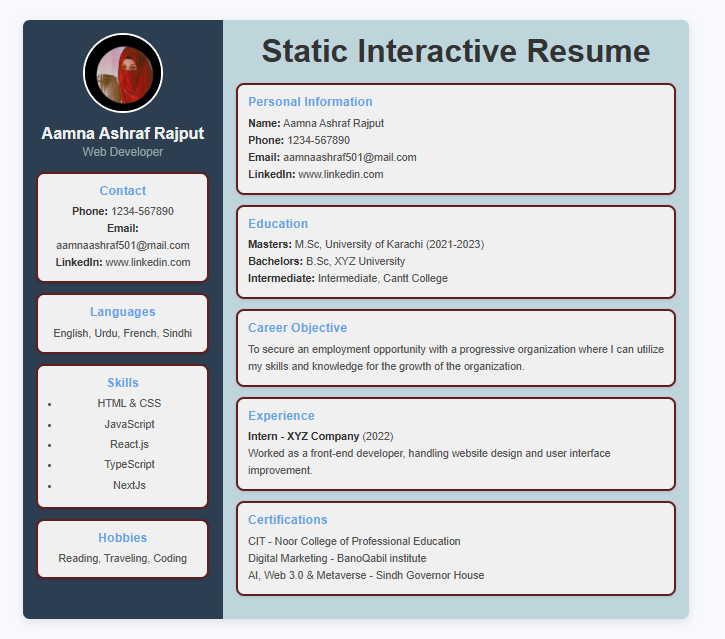 Aamna Ashraf Rajput
Web Developer
Contact
Phone: 1234-567890
Email:
aamnaashraf501@mail.com
LinkedIn: www.linkedin.com
Languages
English, Urdu, French, Sindhi
Skills
• HTML & CSS
• JavaScript
• React.js
• TypeScript
• NextJs
Hobbies
Reading, Traveling, Coding
Static Interactive Resume
Personal Information
Name: Aamna Ashraf Rajput
Phone: 1234-567890
Email: aamnaashraf501@mail.com
LinkedIn: www.linkedin.com
Education
Masters: M.Sc, University of Karachi (2021-2023)
Bachelors: B.Sc, XYZ University
Intermediate: Intermediate, Cantt College
Career Objective
To secure an employment opportunity with a progressive organization where I can utilize
my skills and knowledge for the growth of the organization.
Experience
Intern - XYZ Company (2022)
Worked as a front-end developer, handling website design and user interface
improvement.
Certifications
CIT - Noor College of Professional Education
Digital Marketing - BanoQabil institute
AI, Web 3.0 & Metaverse - Sindh Governor House